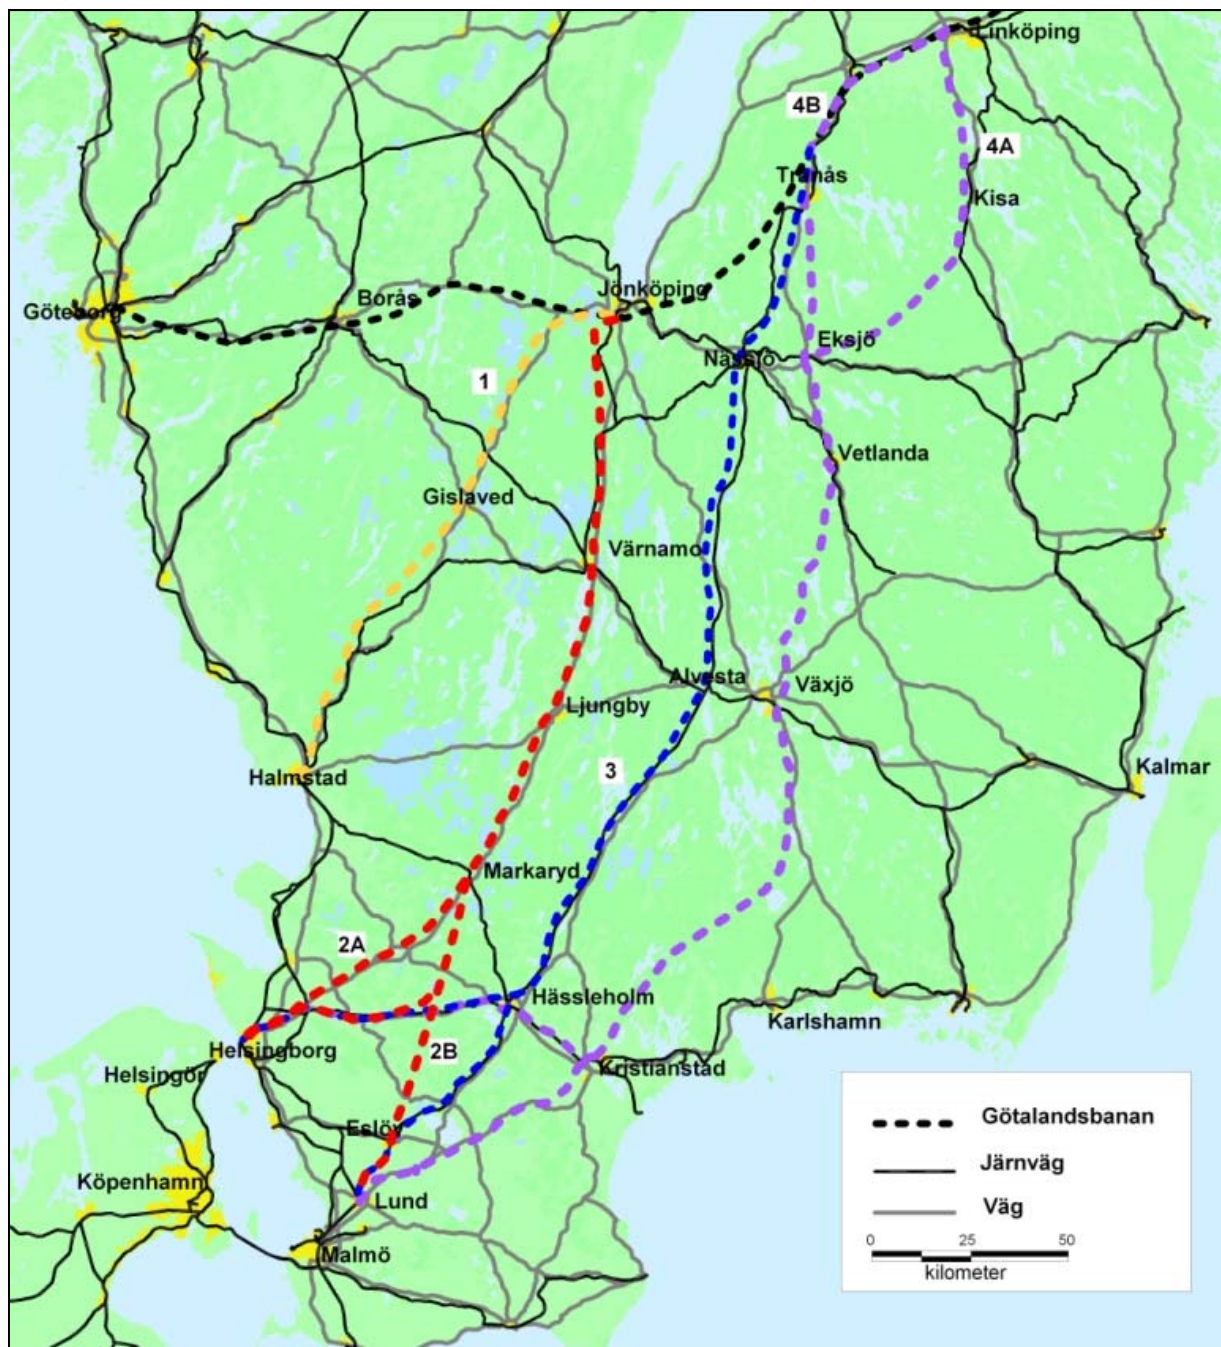 Linköping
4B
4A
Tranås
Kisa
Jönköping
Borås
Göteborg
Eksjö
Nässjö
1
Vetlanda
Gislaved
Värnamo
Alvesta
Växjö
Ljungby
Kalmar
3
Halmstad
Markaryd
2A
Hässleholm
Karlshamn
2B
Helsingborg
Kristianstad
Helsingör
Eslöv
Köpenhamn
Lund
Malmö
Götalandsbanan
Järnväg
Väg
0 25 50
kilometer